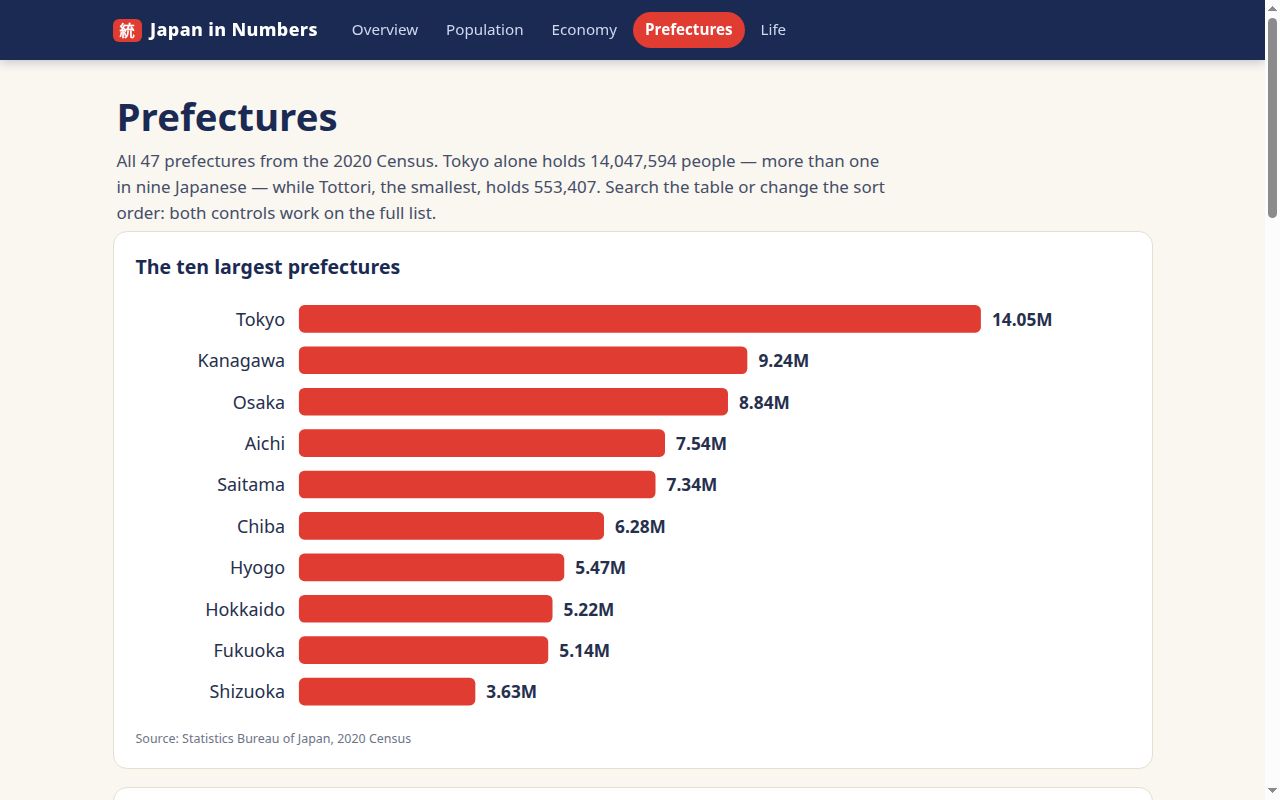 統 Japan in Numbers Overview Population Economy Prefectures Life
Prefectures
All 47 prefectures from the 2020 Census. Tokyo alone holds 14,047,594 people — more than one
in nine Japanese — while Tottori, the smallest, holds 553,407. Search the table or change the sort
order: both controls work on the full list.
The ten largest prefectures
Tokyo 14.05M
Kanagawa 9.24M
Osaka 8.84M
Aichi 7.54M
Saitama 7.34M
Chiba 6.28M
Hyogo 5.47M
Hokkaido 5.22M
Fukuoka 5.14M
Shizuoka 3.63M
Source: Statistics Bureau of Japan, 2020 Census